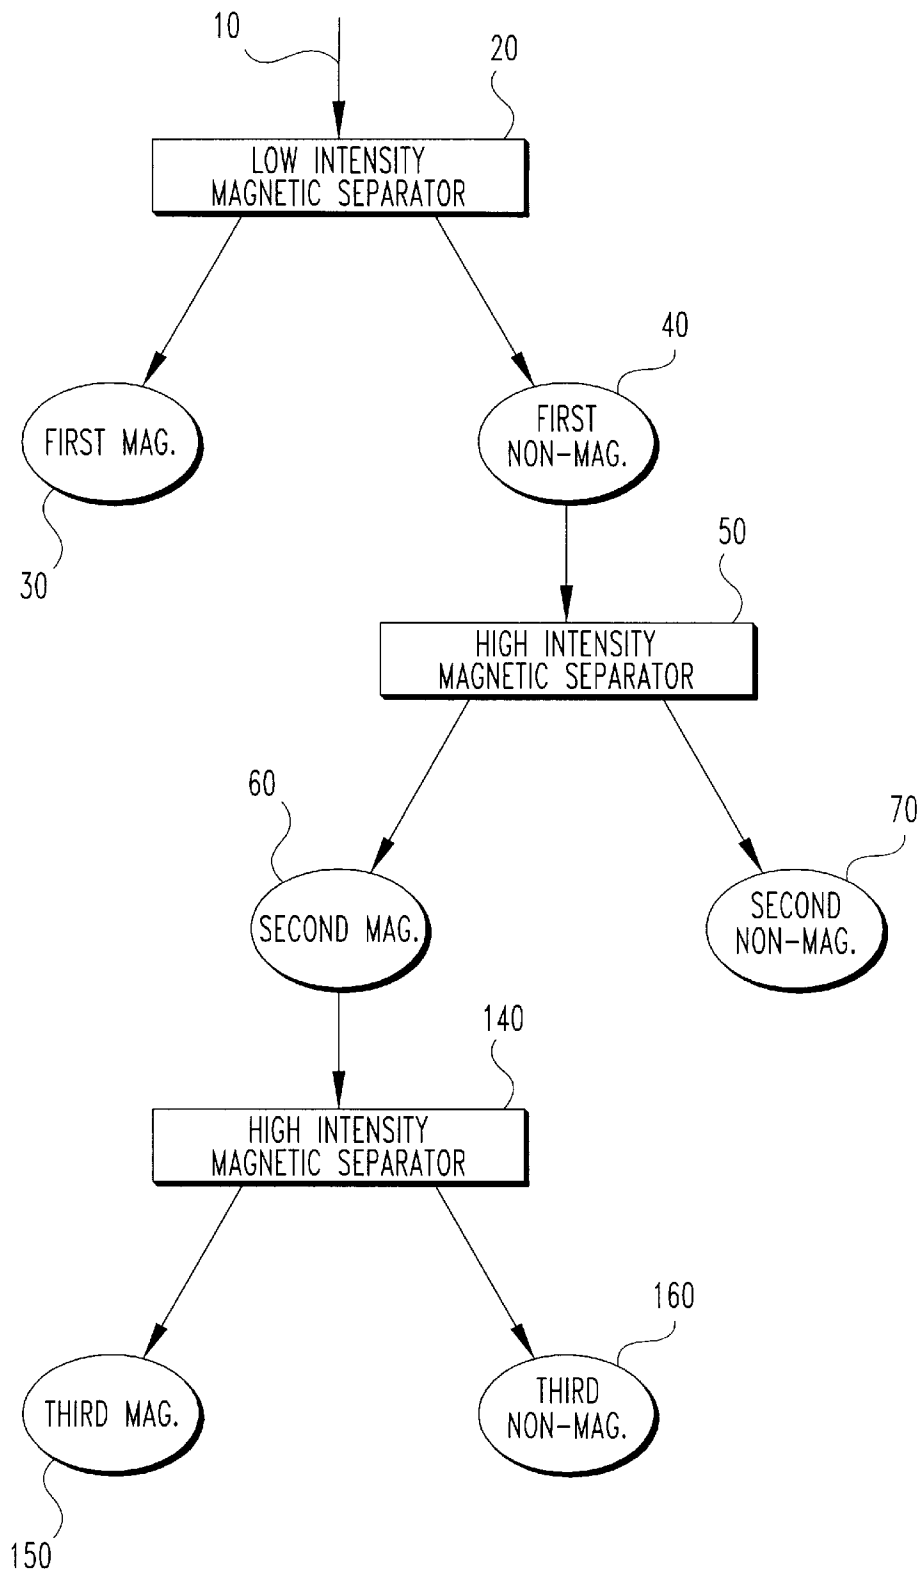 10
20
LOW INTENSITY
MAGNETIC SEPARATOR
40
FIRST MAG.
FIRST
NON-MAG.
30
50
HIGH INTENSITY
MAGNETIC SEPARATOR
60
70
SECOND MAG.
SECOND
NON-MAG.
140
HIGH INTENSITY
MAGNETIC SEPARATOR
160
THIRD MAG.
THIRD
NON-MAG.
150